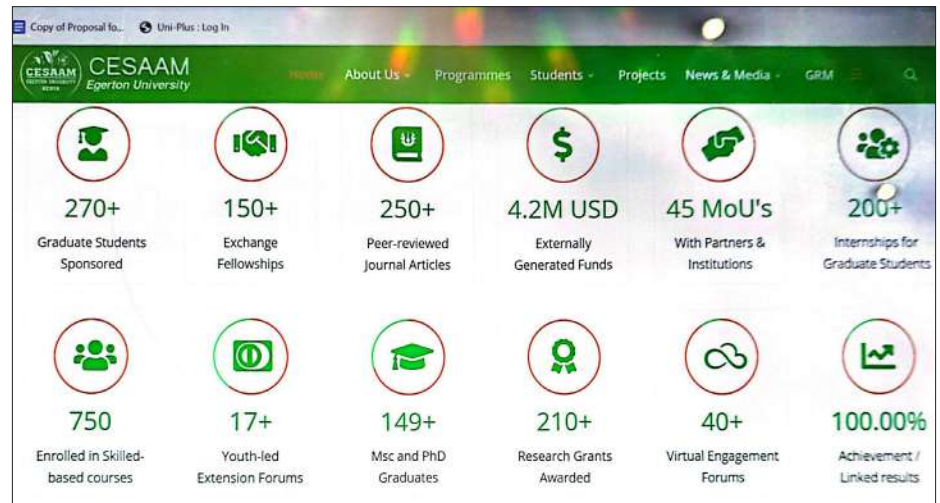 Copy of Proposal fo... Uni-Plus : Log In
CESAAM
EGERTON UNIVERSITY
KENYA
CESAAM
Egerton University
Home About Us Programmes Students Projects News & Media GRM
270+ 150+ 250+ 4.2M USD 45 MoU's 200+
Graduate Students Exchange Peer-reviewed Externally With Partners & Internships for
Sponsored Fellowships Journal Articles Generated Funds Institutions Graduate Students
750 17+ 149+ 210+ 40+ 100.00%
Enrolled in Skilled- Youth-led Msc and PhD Research Grants Virtual Engagement Achievement /
based courses Extension Forums Graduates Awarded Forums Linked results